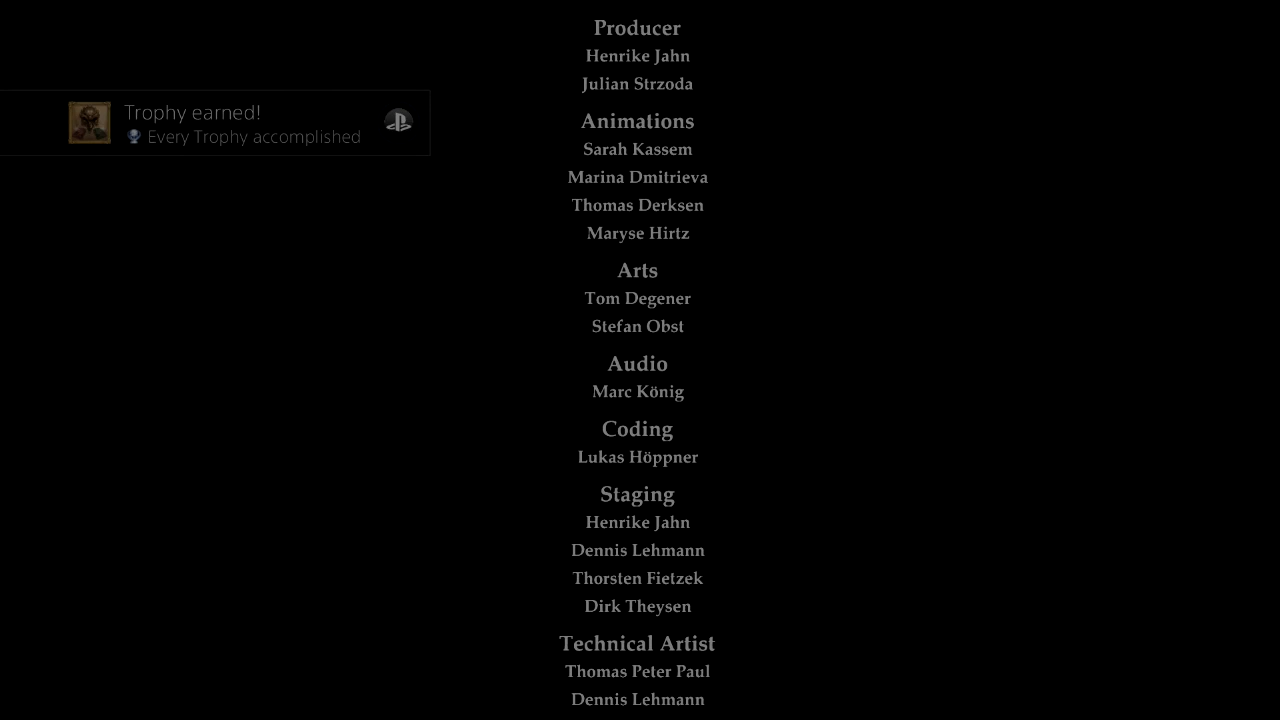 Trophy earned!
Every Trophy accomplished
Producer
Henrike Jahn
Julian Strzoda
Animations
Sarah Kassem
Marina Dmitrieva
Thomas Derksen
Maryse Hirtz
Arts
Tom Degener
Stefan Obst
Audio
Marc König
Coding
Lukas Höppner
Staging
Henrike Jahn
Dennis Lehmann
Thorsten Fietzek
Dirk Theysen
Technical Artist
Thomas Peter Paul
Dennis Lehmann